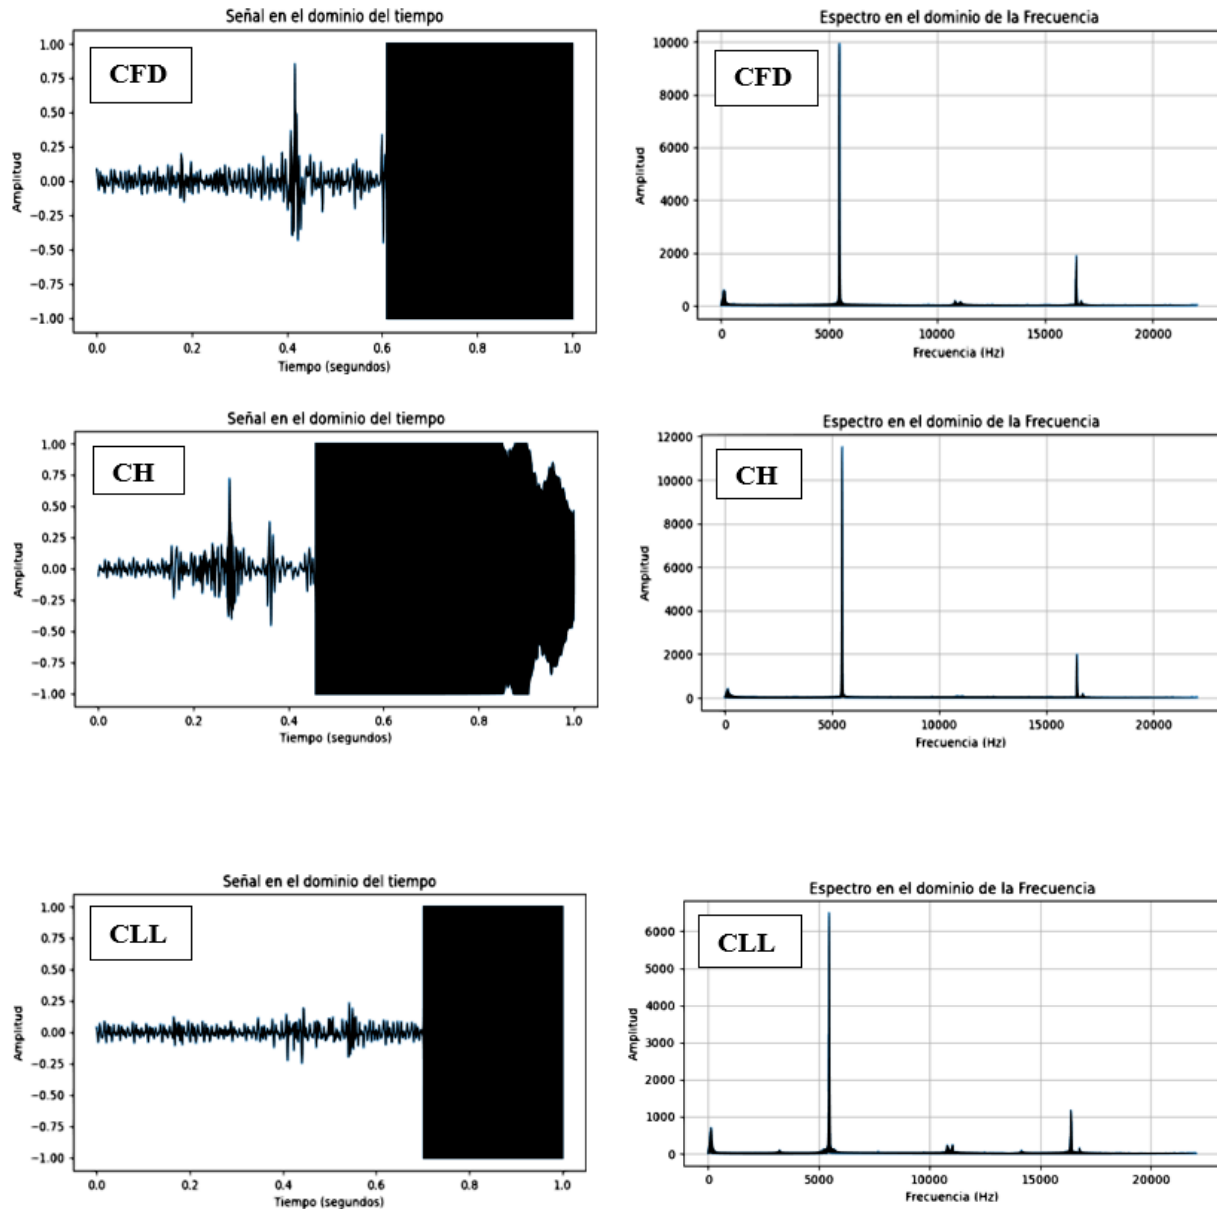 Señal en el dominio del tiempo
CFD
1.00
0.75
0.50
0.25
0.00
−0.25
−0.50
−0.75
−1.00
Amplitud
0.0 0.2 0.4 0.6 0.8 1.0
Tiempo (segundos)
Espectro en el dominio de la Frecuencia
CFD
10000
8000
6000
4000
2000
0
Amplitud
0 5000 10000 15000 20000
Frecuencia (Hz)
Señal en el dominio del tiempo
CH
1.00
0.75
0.50
0.25
0.00
−0.25
−0.50
−0.75
−1.00
Amplitud
0.0 0.2 0.4 0.6 0.8 1.0
Tiempo (segundos)
Espectro en el dominio de la Frecuencia
CH
12000
10000
8000
6000
4000
2000
0
Amplitud
0 5000 10000 15000 20000
Frecuencia (Hz)
Señal en el dominio del tiempo
CLL
1.00
0.75
0.50
0.25
0.00
−0.25
−0.50
−0.75
−1.00
Amplitud
0.0 0.2 0.4 0.6 0.8 1.0
Tiempo (segundos)
Espectro en el dominio de la Frecuencia
CLL
6000
5000
4000
3000
2000
1000
0
Amplitud
0 5000 10000 15000 20000
Frecuencia (Hz)